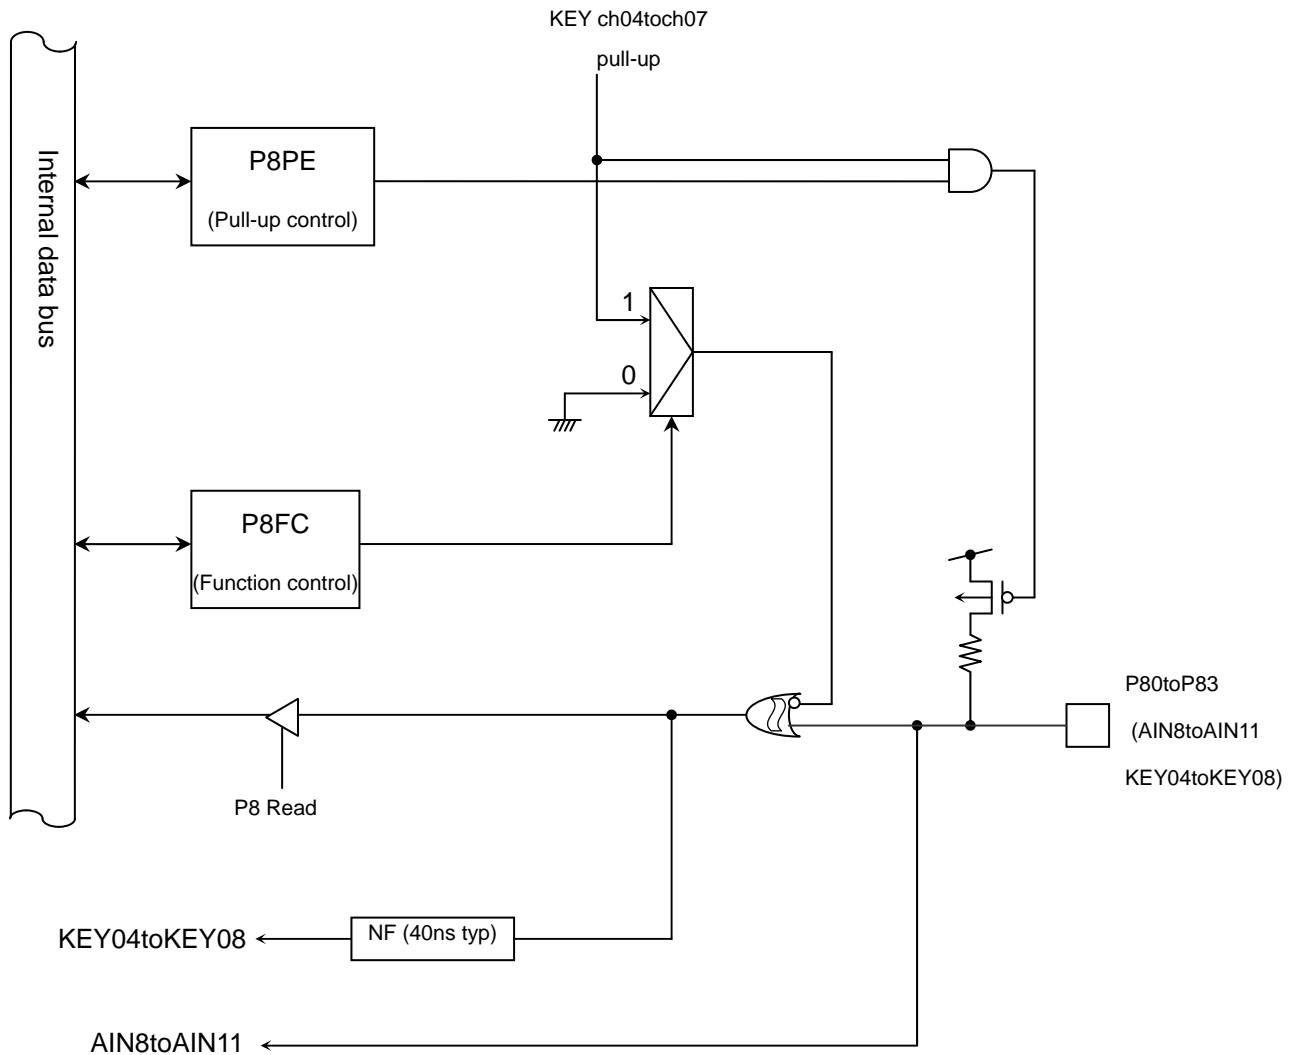 KEY ch04toch07
pull-up
Internal data bus
P8PE
(Pull-up control)
1
0
P8FC
(Function control)
P80toP83
(AIN8toAIN11
KEY04toKEY08)
P8 Read
KEY04toKEY08
NF (40ns typ)
AIN8toAIN11